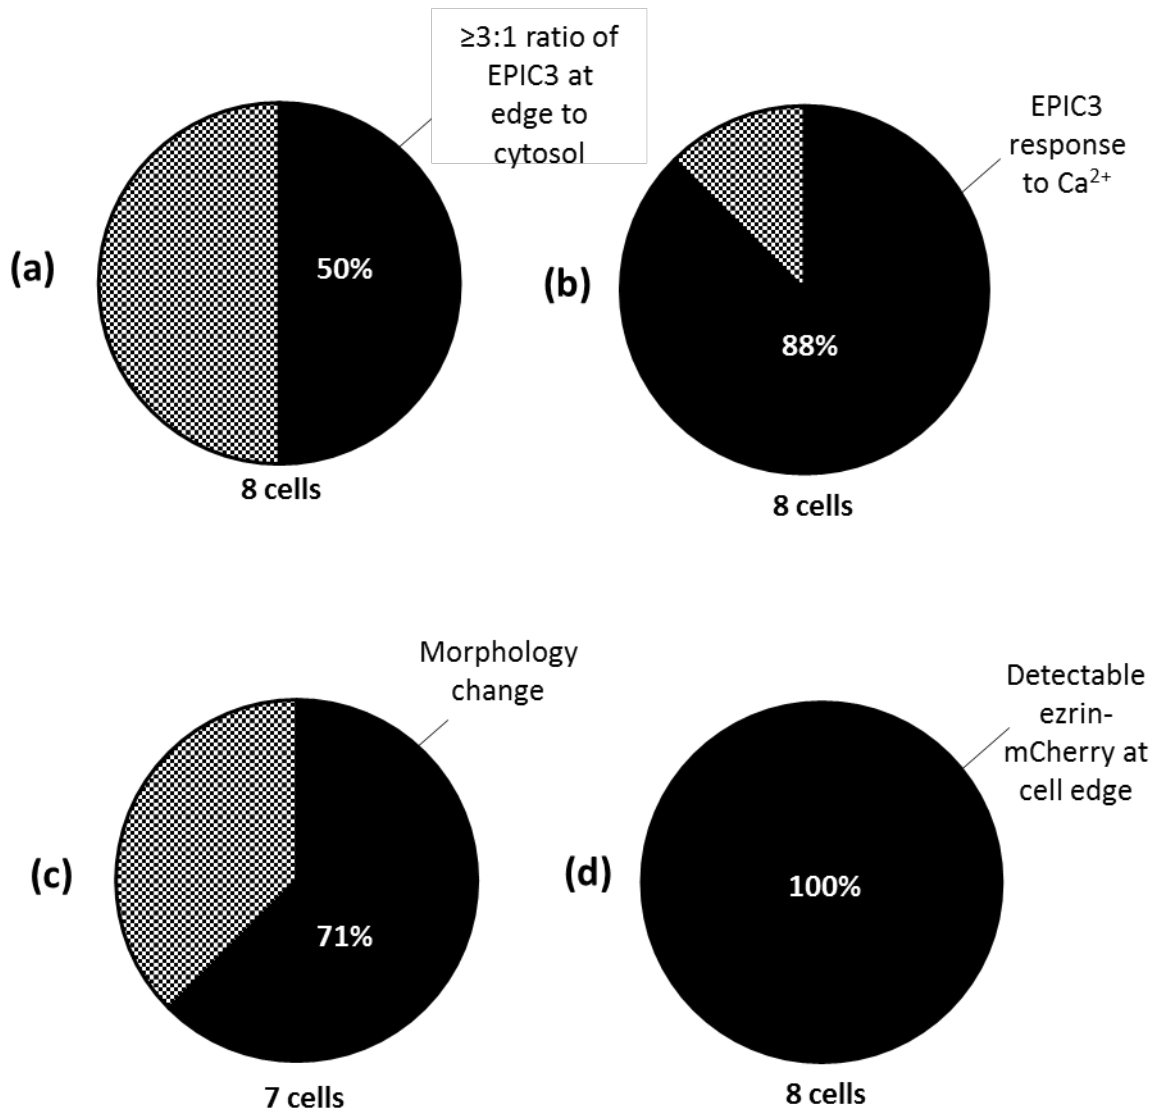 ≥3:1 ratio of
EPIC3 at
edge to
cytosol
(a)
50%
8 cells
EPIC3
response
to Ca²⁺
(b)
88%
8 cells
Morphology
change
(c)
71%
7 cells
Detectable
ezrin-
mCherry at
cell edge
(d)
100%
8 cells